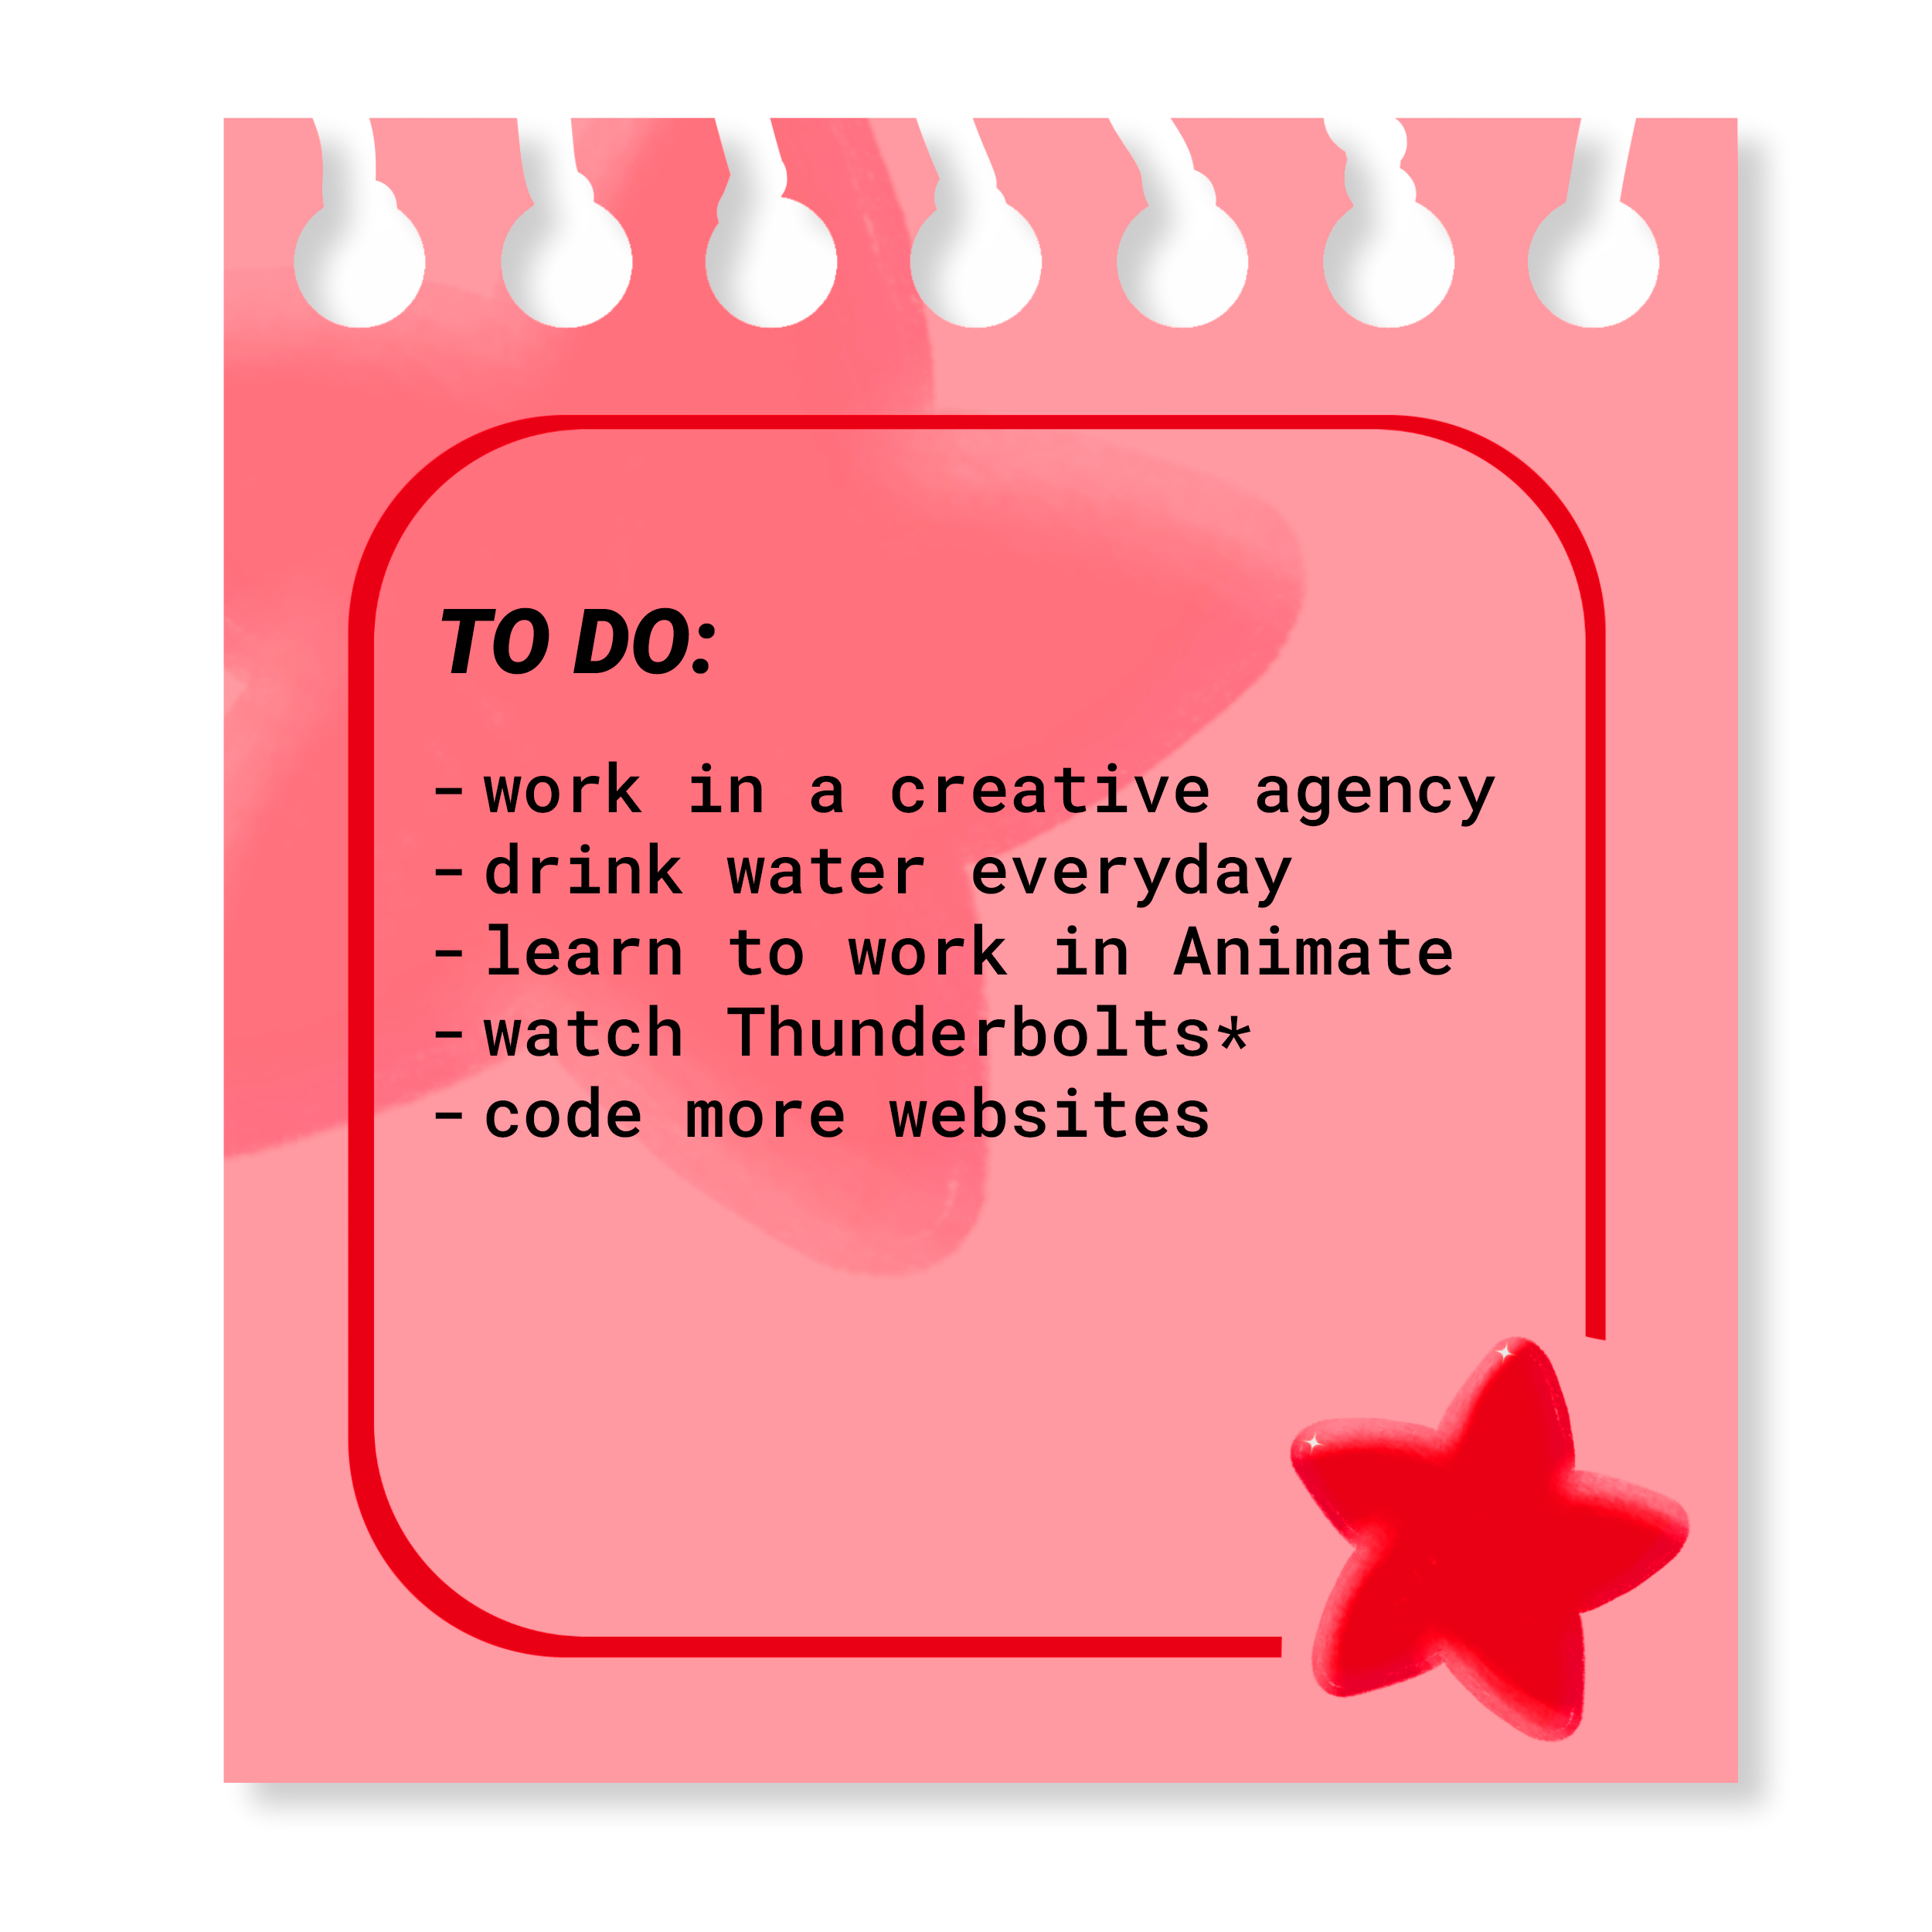 TO DO:
- work in a creative agency
- drink water everyday
- learn to work in Animate
- watch Thunderbolts*
- code more websites